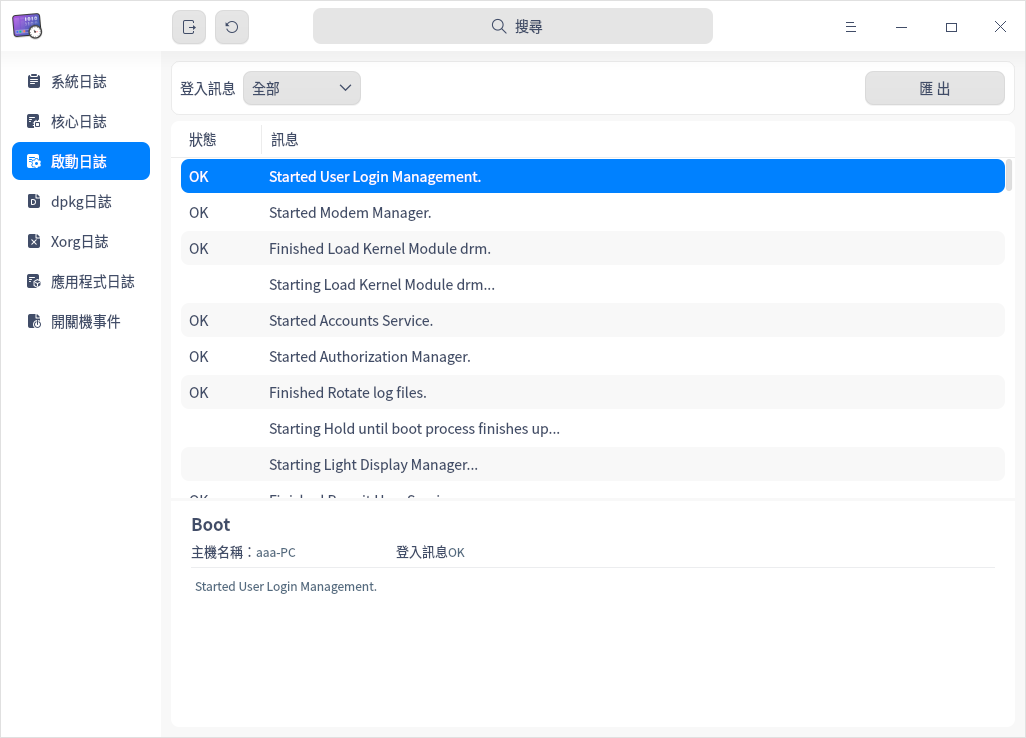 搜尋
系統日誌
核心日誌
啟動日誌
dpkg日誌
Xorg日誌
應用程式日誌
開關機事件
登入訊息 全部 匯出
狀態 訊息
OK Started User Login Management.
OK Started Modem Manager.
OK Finished Load Kernel Module drm.
Starting Load Kernel Module drm...
OK Started Accounts Service.
OK Started Authorization Manager.
OK Finished Rotate log files.
Starting Hold until boot process finishes up...
Starting Light Display Manager...
OK Finished Permit User Sessions.
Boot
主機名稱：aaa-PC 登入訊息OK
Started User Login Management.